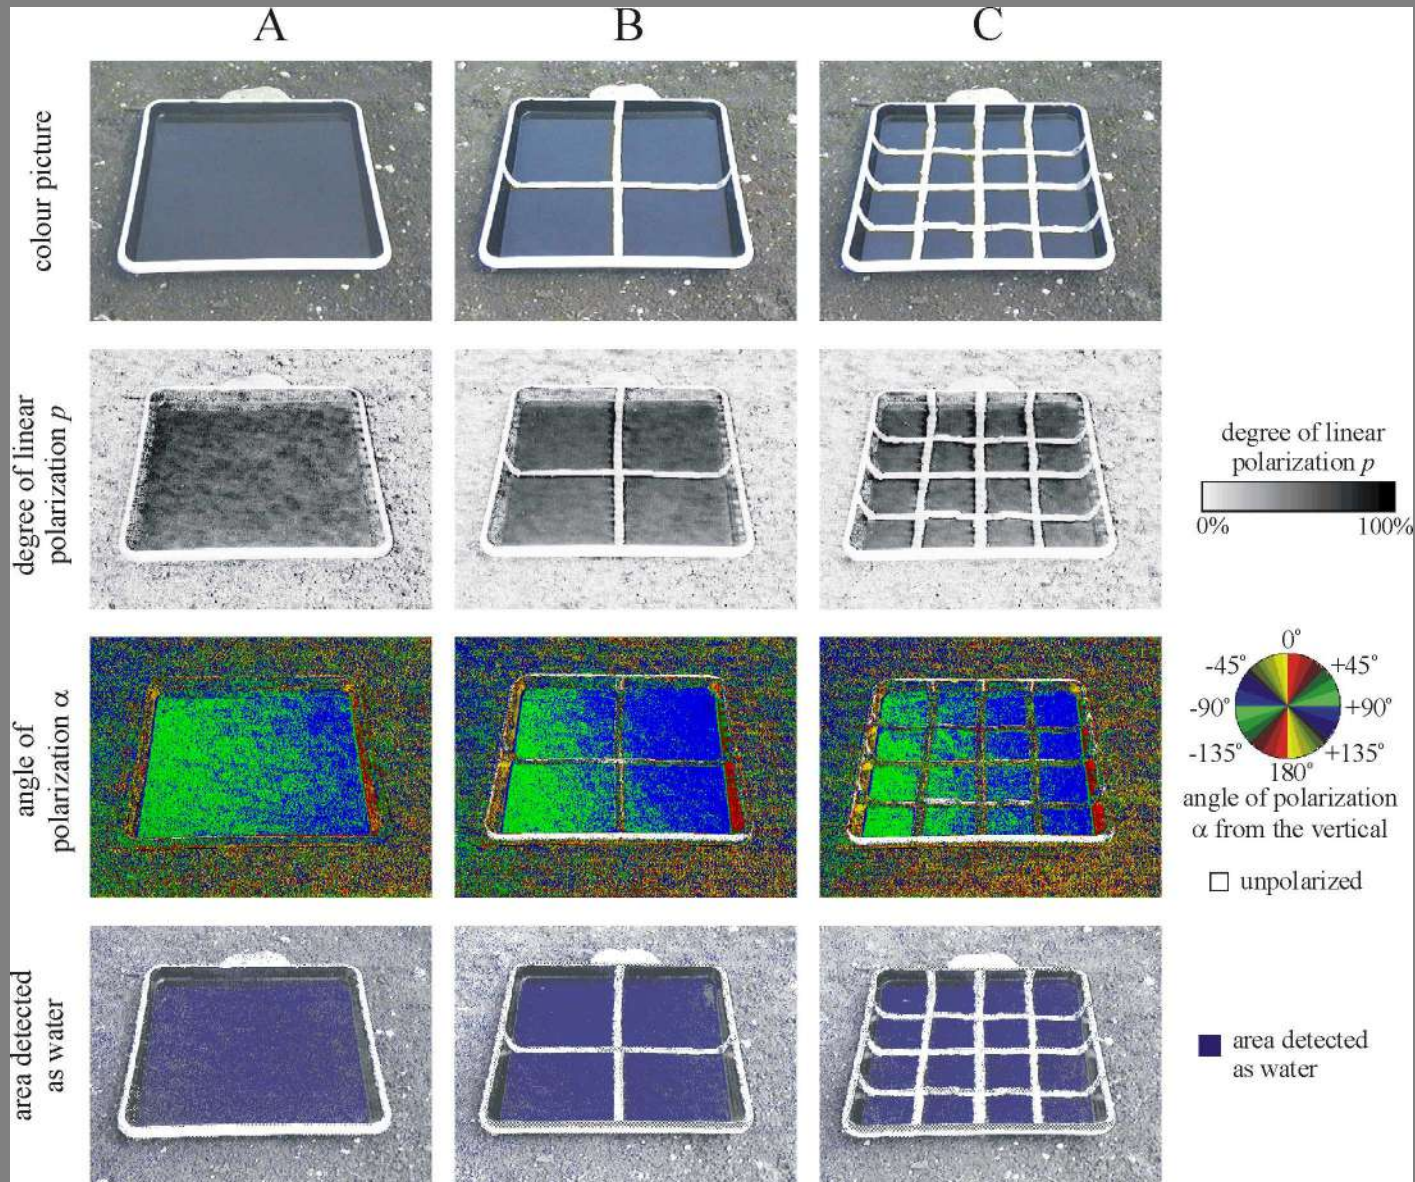 A
B
C
colour picture
degree of linear
polarization p
degree of linear
polarization p
0%
100%
angle of
polarization α
0°
-45°
+45°
-90°
+90°
-135°
+135°
180°
angle of polarization
α from the vertical
unpolarized
area detected
as water
area detected
as water